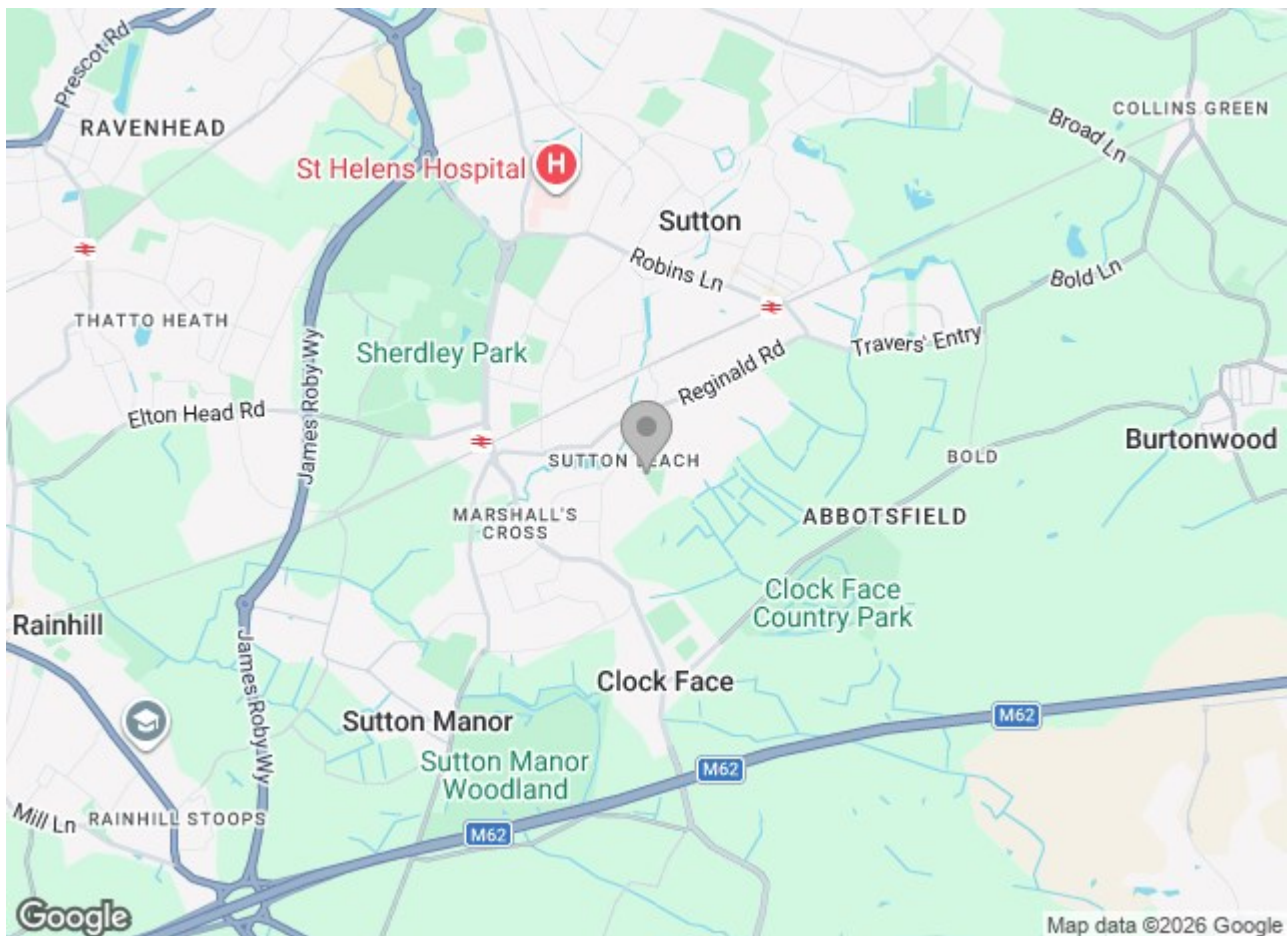 Prescot Rd
RAVENHEAD
St Helens Hospital
H
Sutton
Robins Ln
Broad Ln
COLLINS GREEN
Bold Ln
THATTO HEATH
James Roby Wy
Sherdley Park
Elton Head Rd
Reginald Rd
Travers' Entry
SUTTON LEACH
BOLD
Burtonwood
MARSHALL'S
CROSS
ABBOTSFIELD
Clock Face
Country Park
Rainhill
James Roby Wy
Clock Face
Sutton Manor
Sutton Manor
Woodland
M62
M62
M62
Mill Ln
RAINHILL STOOPS
Google
Map data ©2026 Google